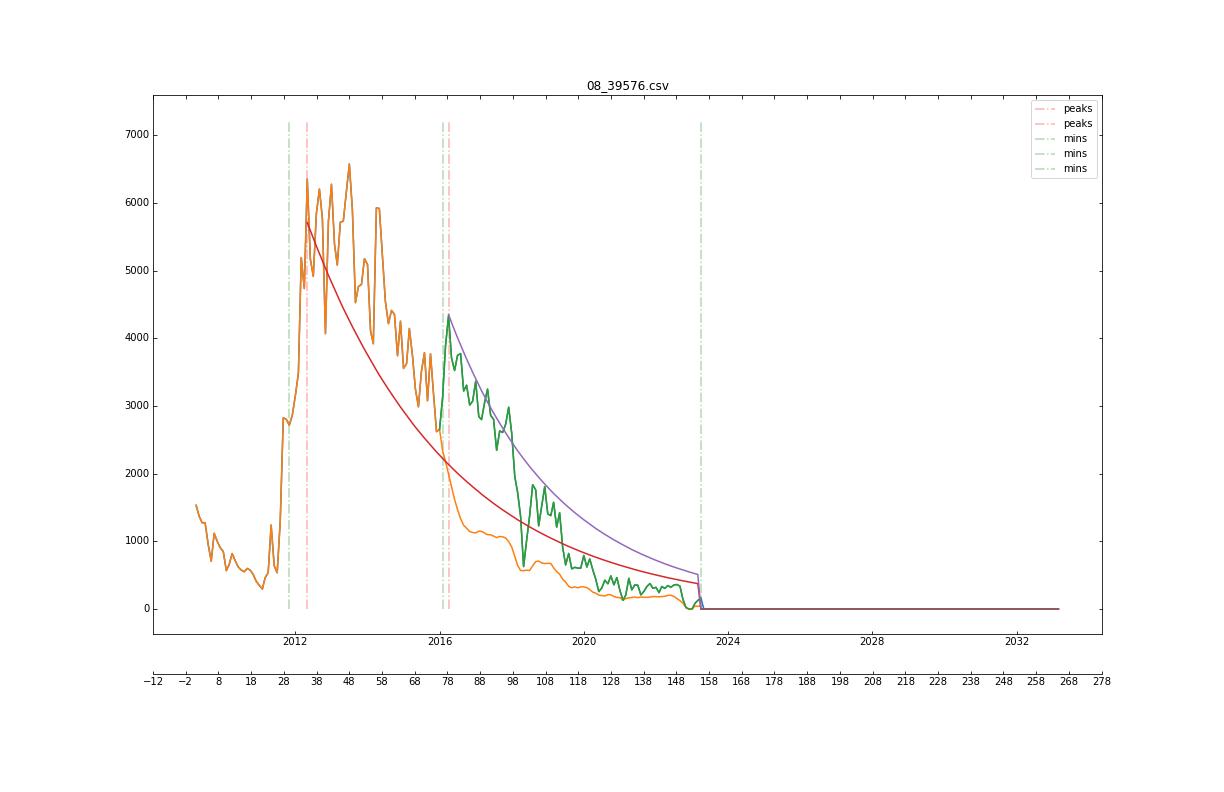 08_39576.csv
peaks
peaks
mins
mins
mins
7000
6000
5000
4000
3000
2000
1000
0
2012 2016 2020 2024 2028 2032
−12 −2 8 18 28 38 48 58 68 78 88 98 108 118 128 138 148 158 168 178 188 198 208 218 228 238 248 258 268 278